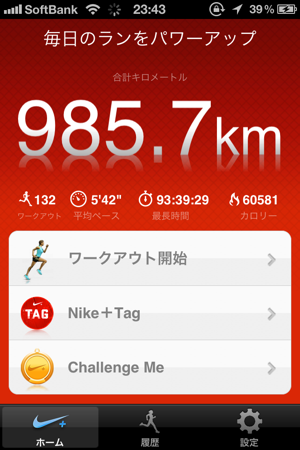 SoftBank 23:43 39%
毎日のランをパワーアップ
合計キロメートル
985.7km
132 5'42" 93:39:29 60581
ワークアウト 平均ペース 最長時間 カロリー
ワークアウト開始
TAG Nike+Tag
Challenge Me
ホーム 履歴 設定